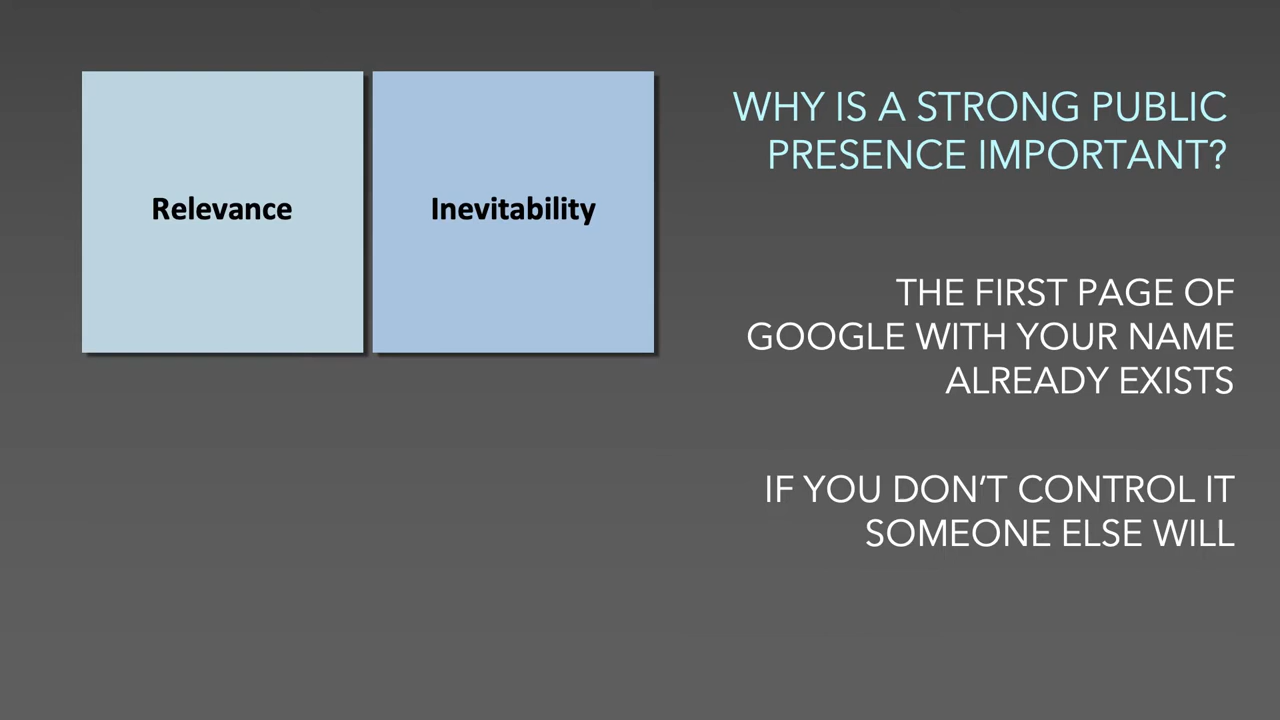 Relevance
Inevitability
WHY IS A STRONG PUBLIC
PRESENCE IMPORTANT?
THE FIRST PAGE OF
GOOGLE WITH YOUR NAME
ALREADY EXISTS
IF YOU DON’T CONTROL IT
SOMEONE ELSE WILL